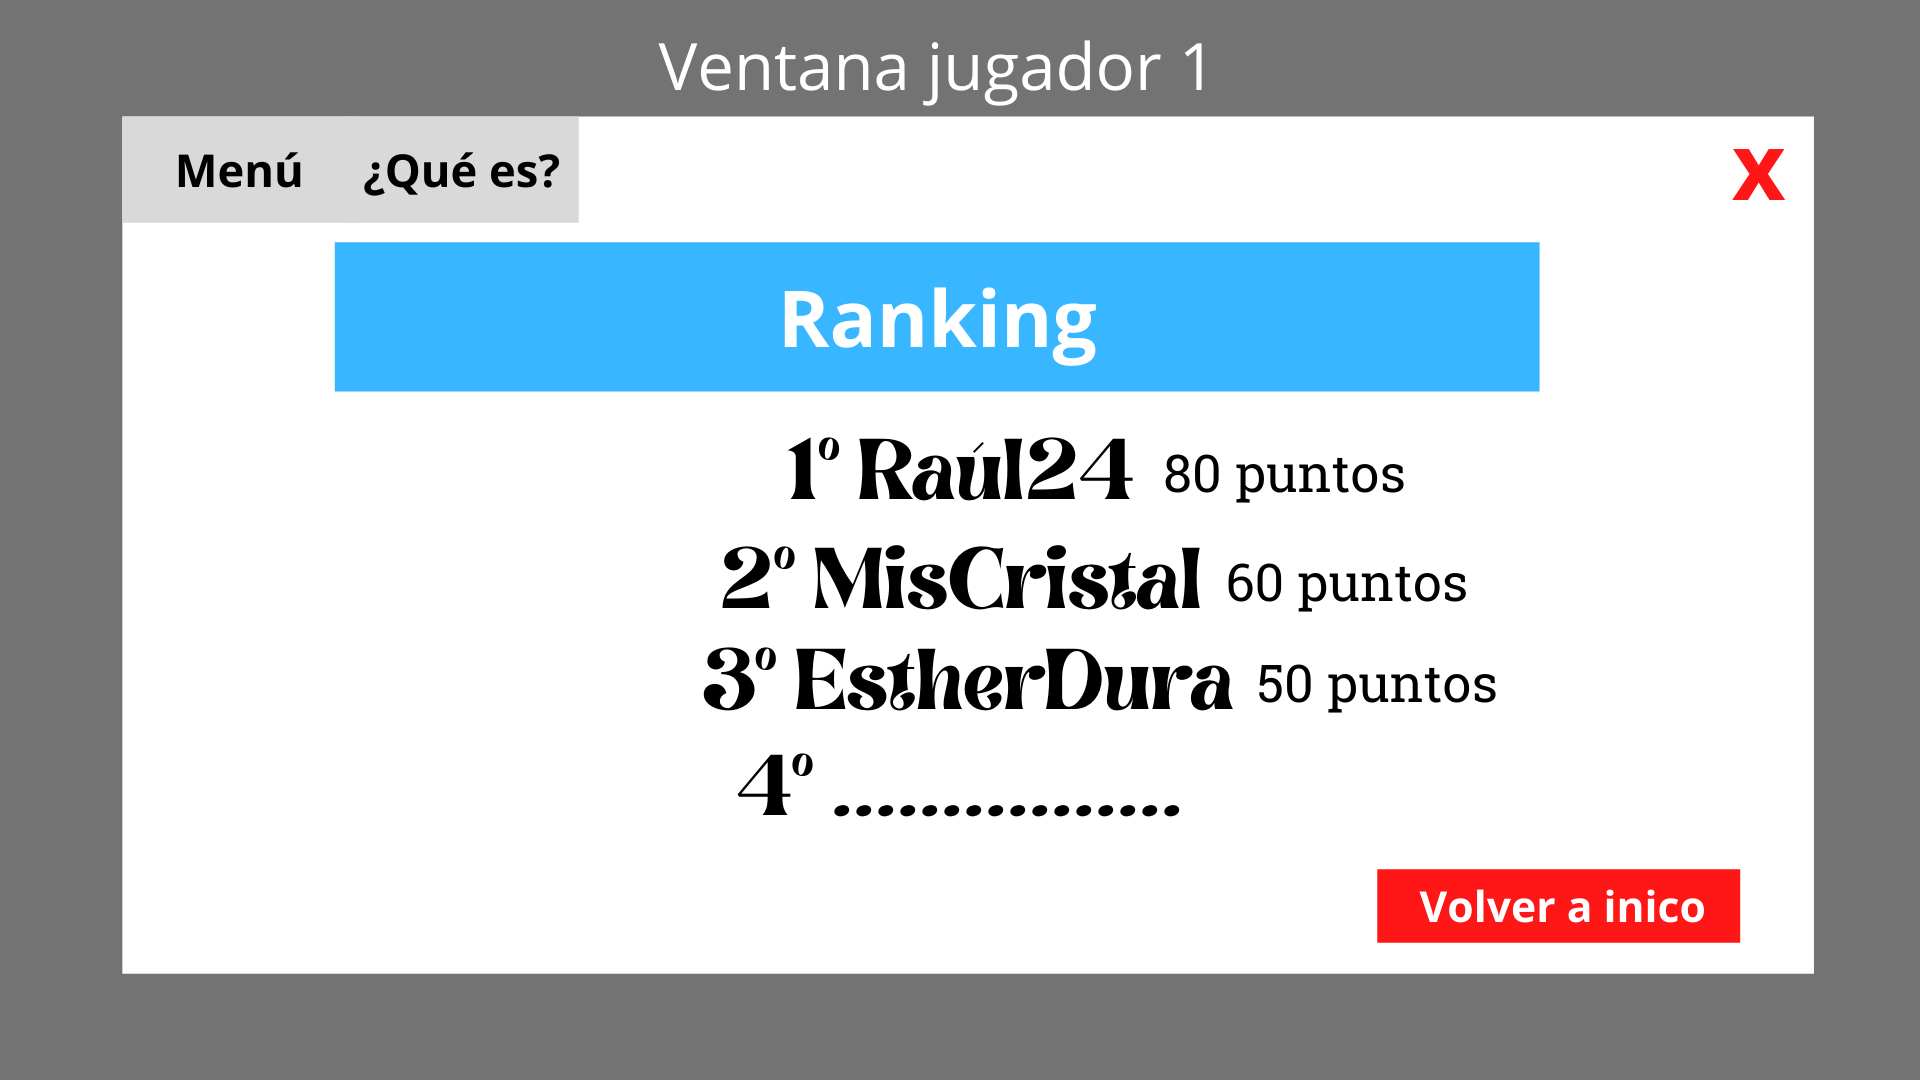 Ventana jugador 1
Menú ¿Qué es? X
Ranking
1º Raúl24 80 puntos
2º MisCristal 60 puntos
3º EstherDura 50 puntos
4º ................
Volver a inico